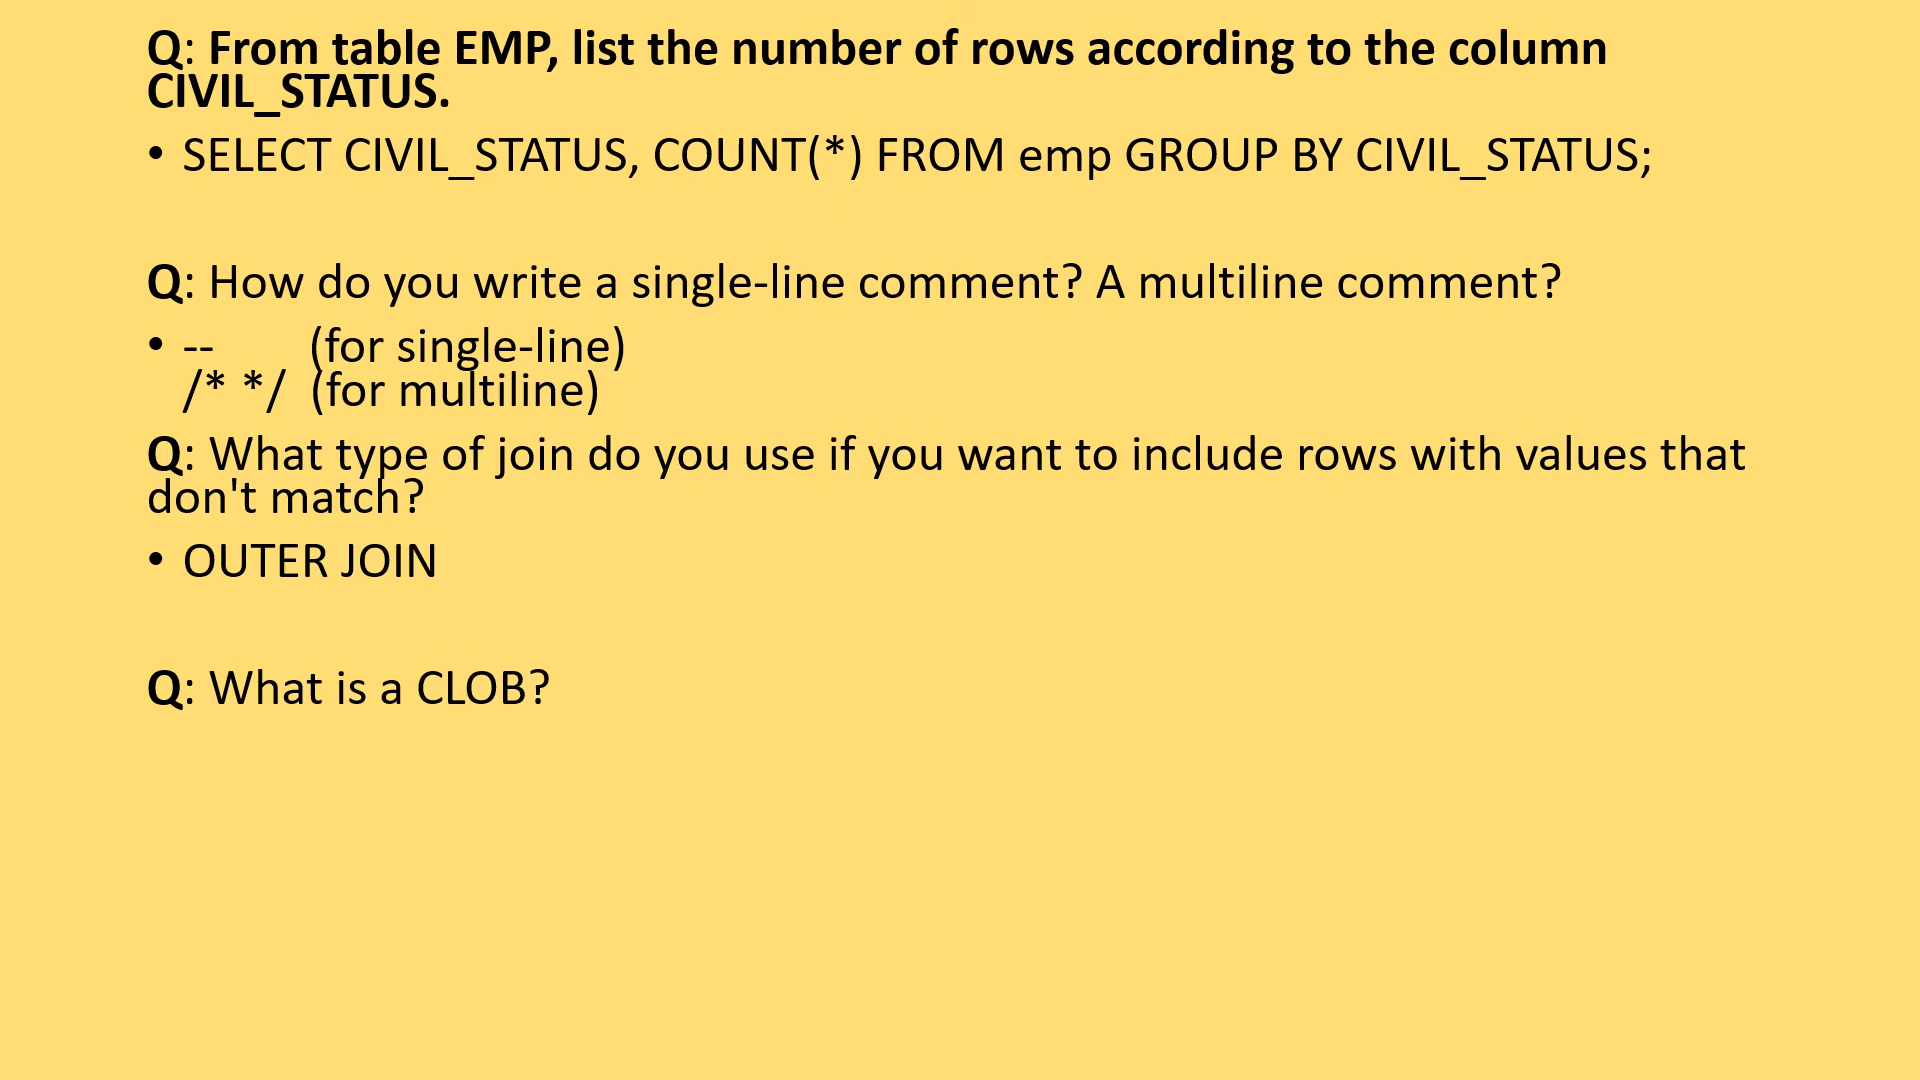 Q: From table EMP, list the number of rows according to the column
CIVIL_STATUS.
• SELECT CIVIL_STATUS, COUNT(*) FROM emp GROUP BY CIVIL_STATUS;
Q: How do you write a single-line comment? A multiline comment?
• -- (for single-line)
/* */ (for multiline)
Q: What type of join do you use if you want to include rows with values that
don't match?
• OUTER JOIN
Q: What is a CLOB?